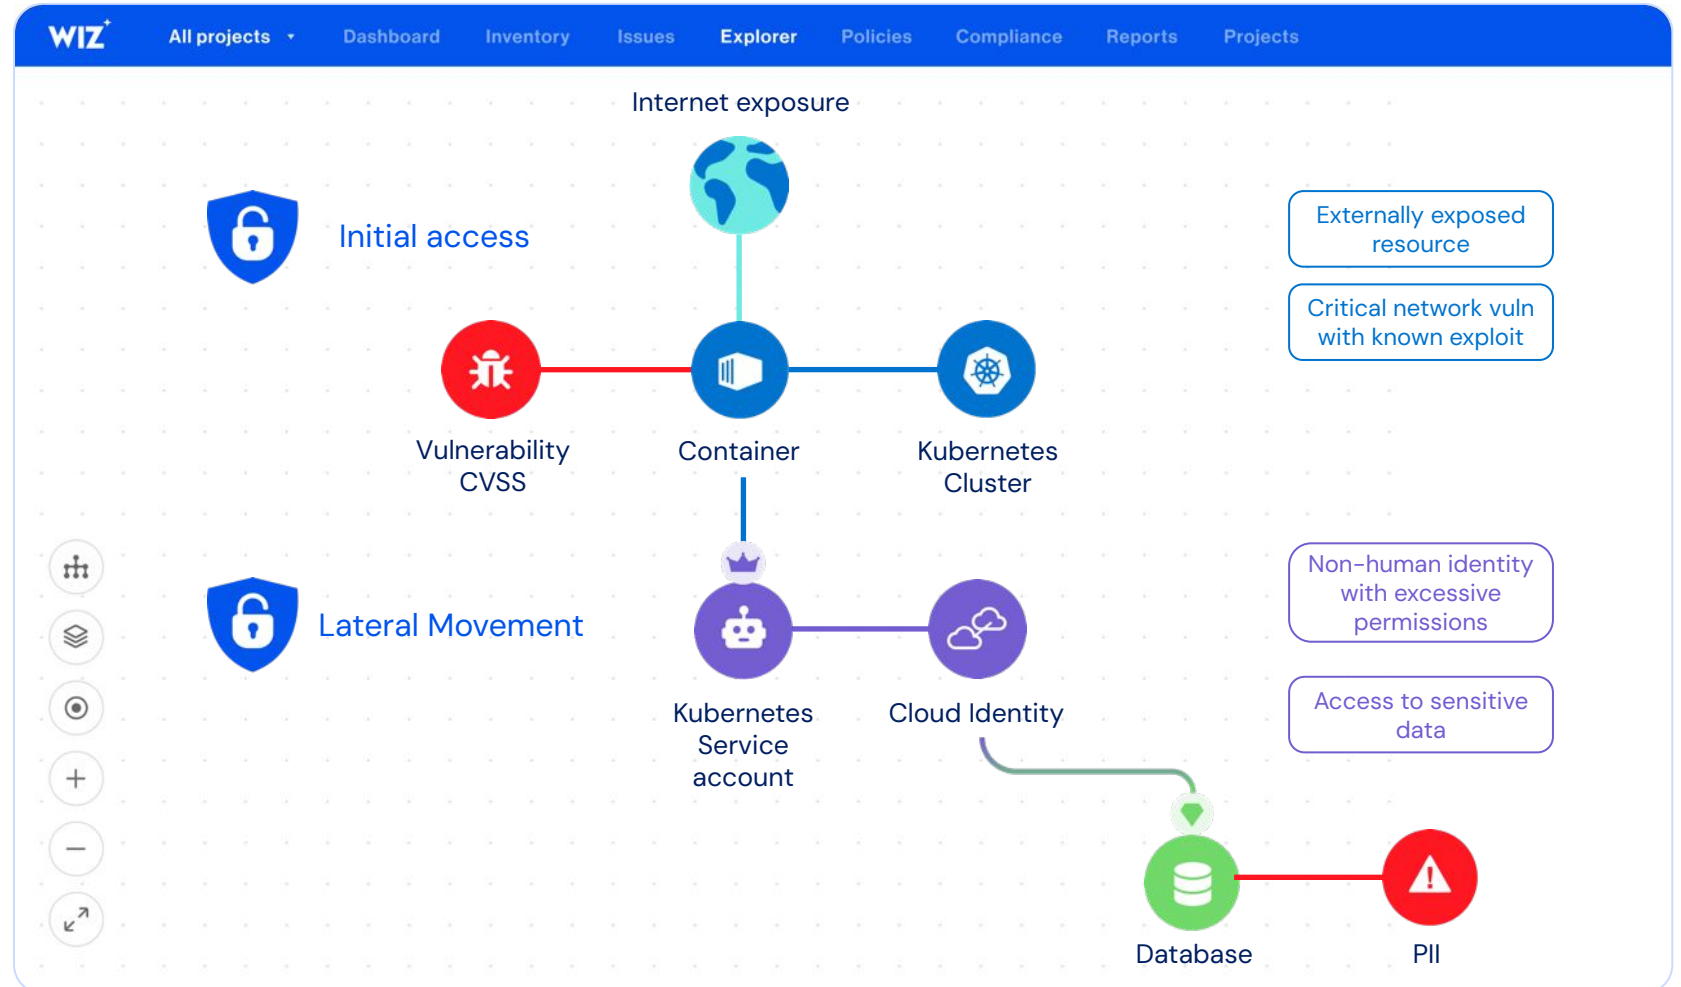 WIZ
All projects
Dashboard
Inventory
Issues
Explorer
Policies
Compliance
Reports
Projects
Internet exposure
Initial access
Externally exposed
resource
Critical network vuln
with known exploit
Vulnerability
CVSS
Container
Kubernetes
Cluster
Lateral Movement
Non-human identity
with excessive
permissions
Kubernetes
Service
account
Cloud Identity
Access to sensitive
data
Database
PII